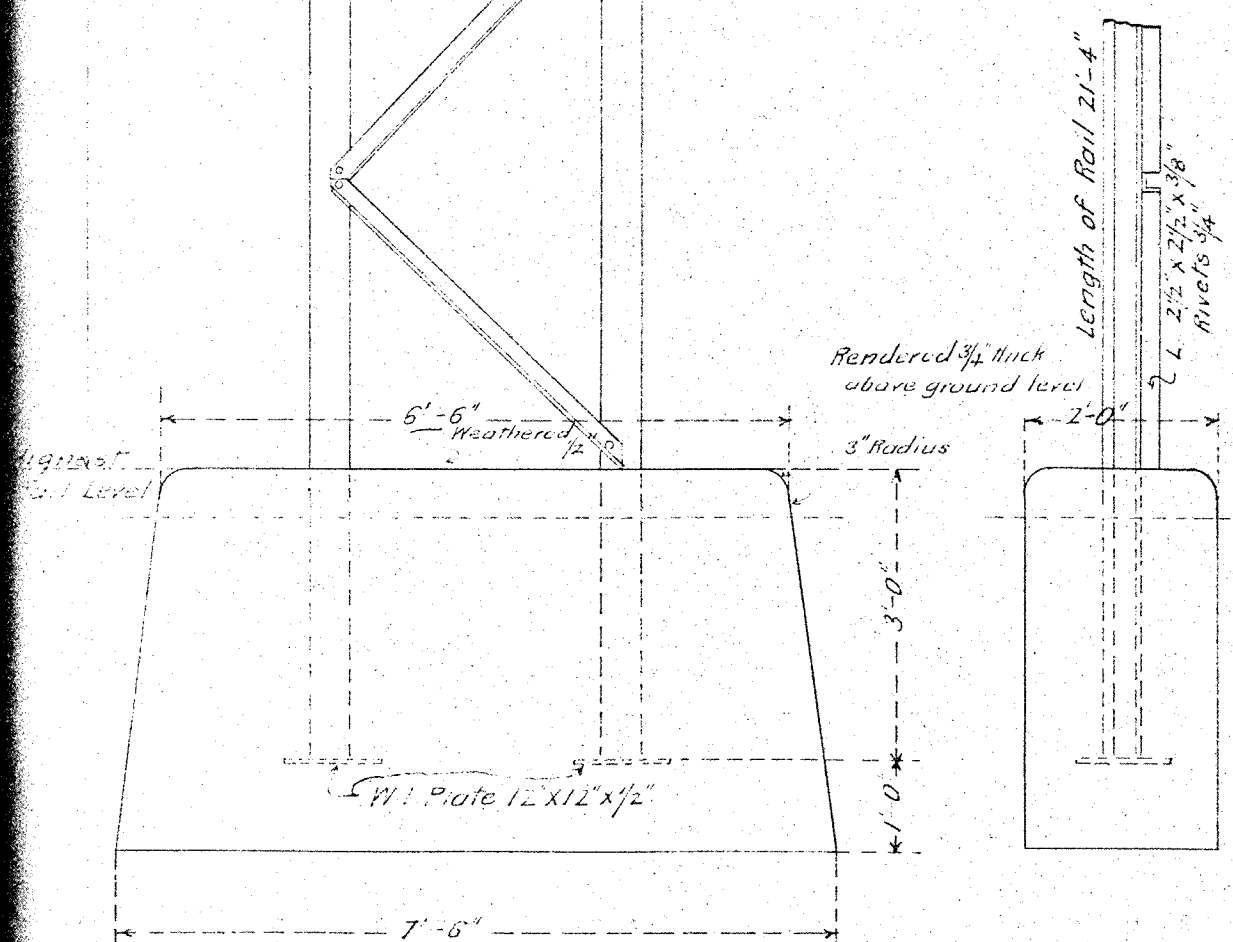 Length of Rail 21'-4"
L 2½" x 2½" x 3/8"
Rivets 3/4"
Rendered 3/4" thick
above ground level
6'-6"
Weathered
1/2"
2'-0"
3" Radius
Level
3'-0"
W.I. Plate 12"x12"x½"
1'-0"
7'-6"